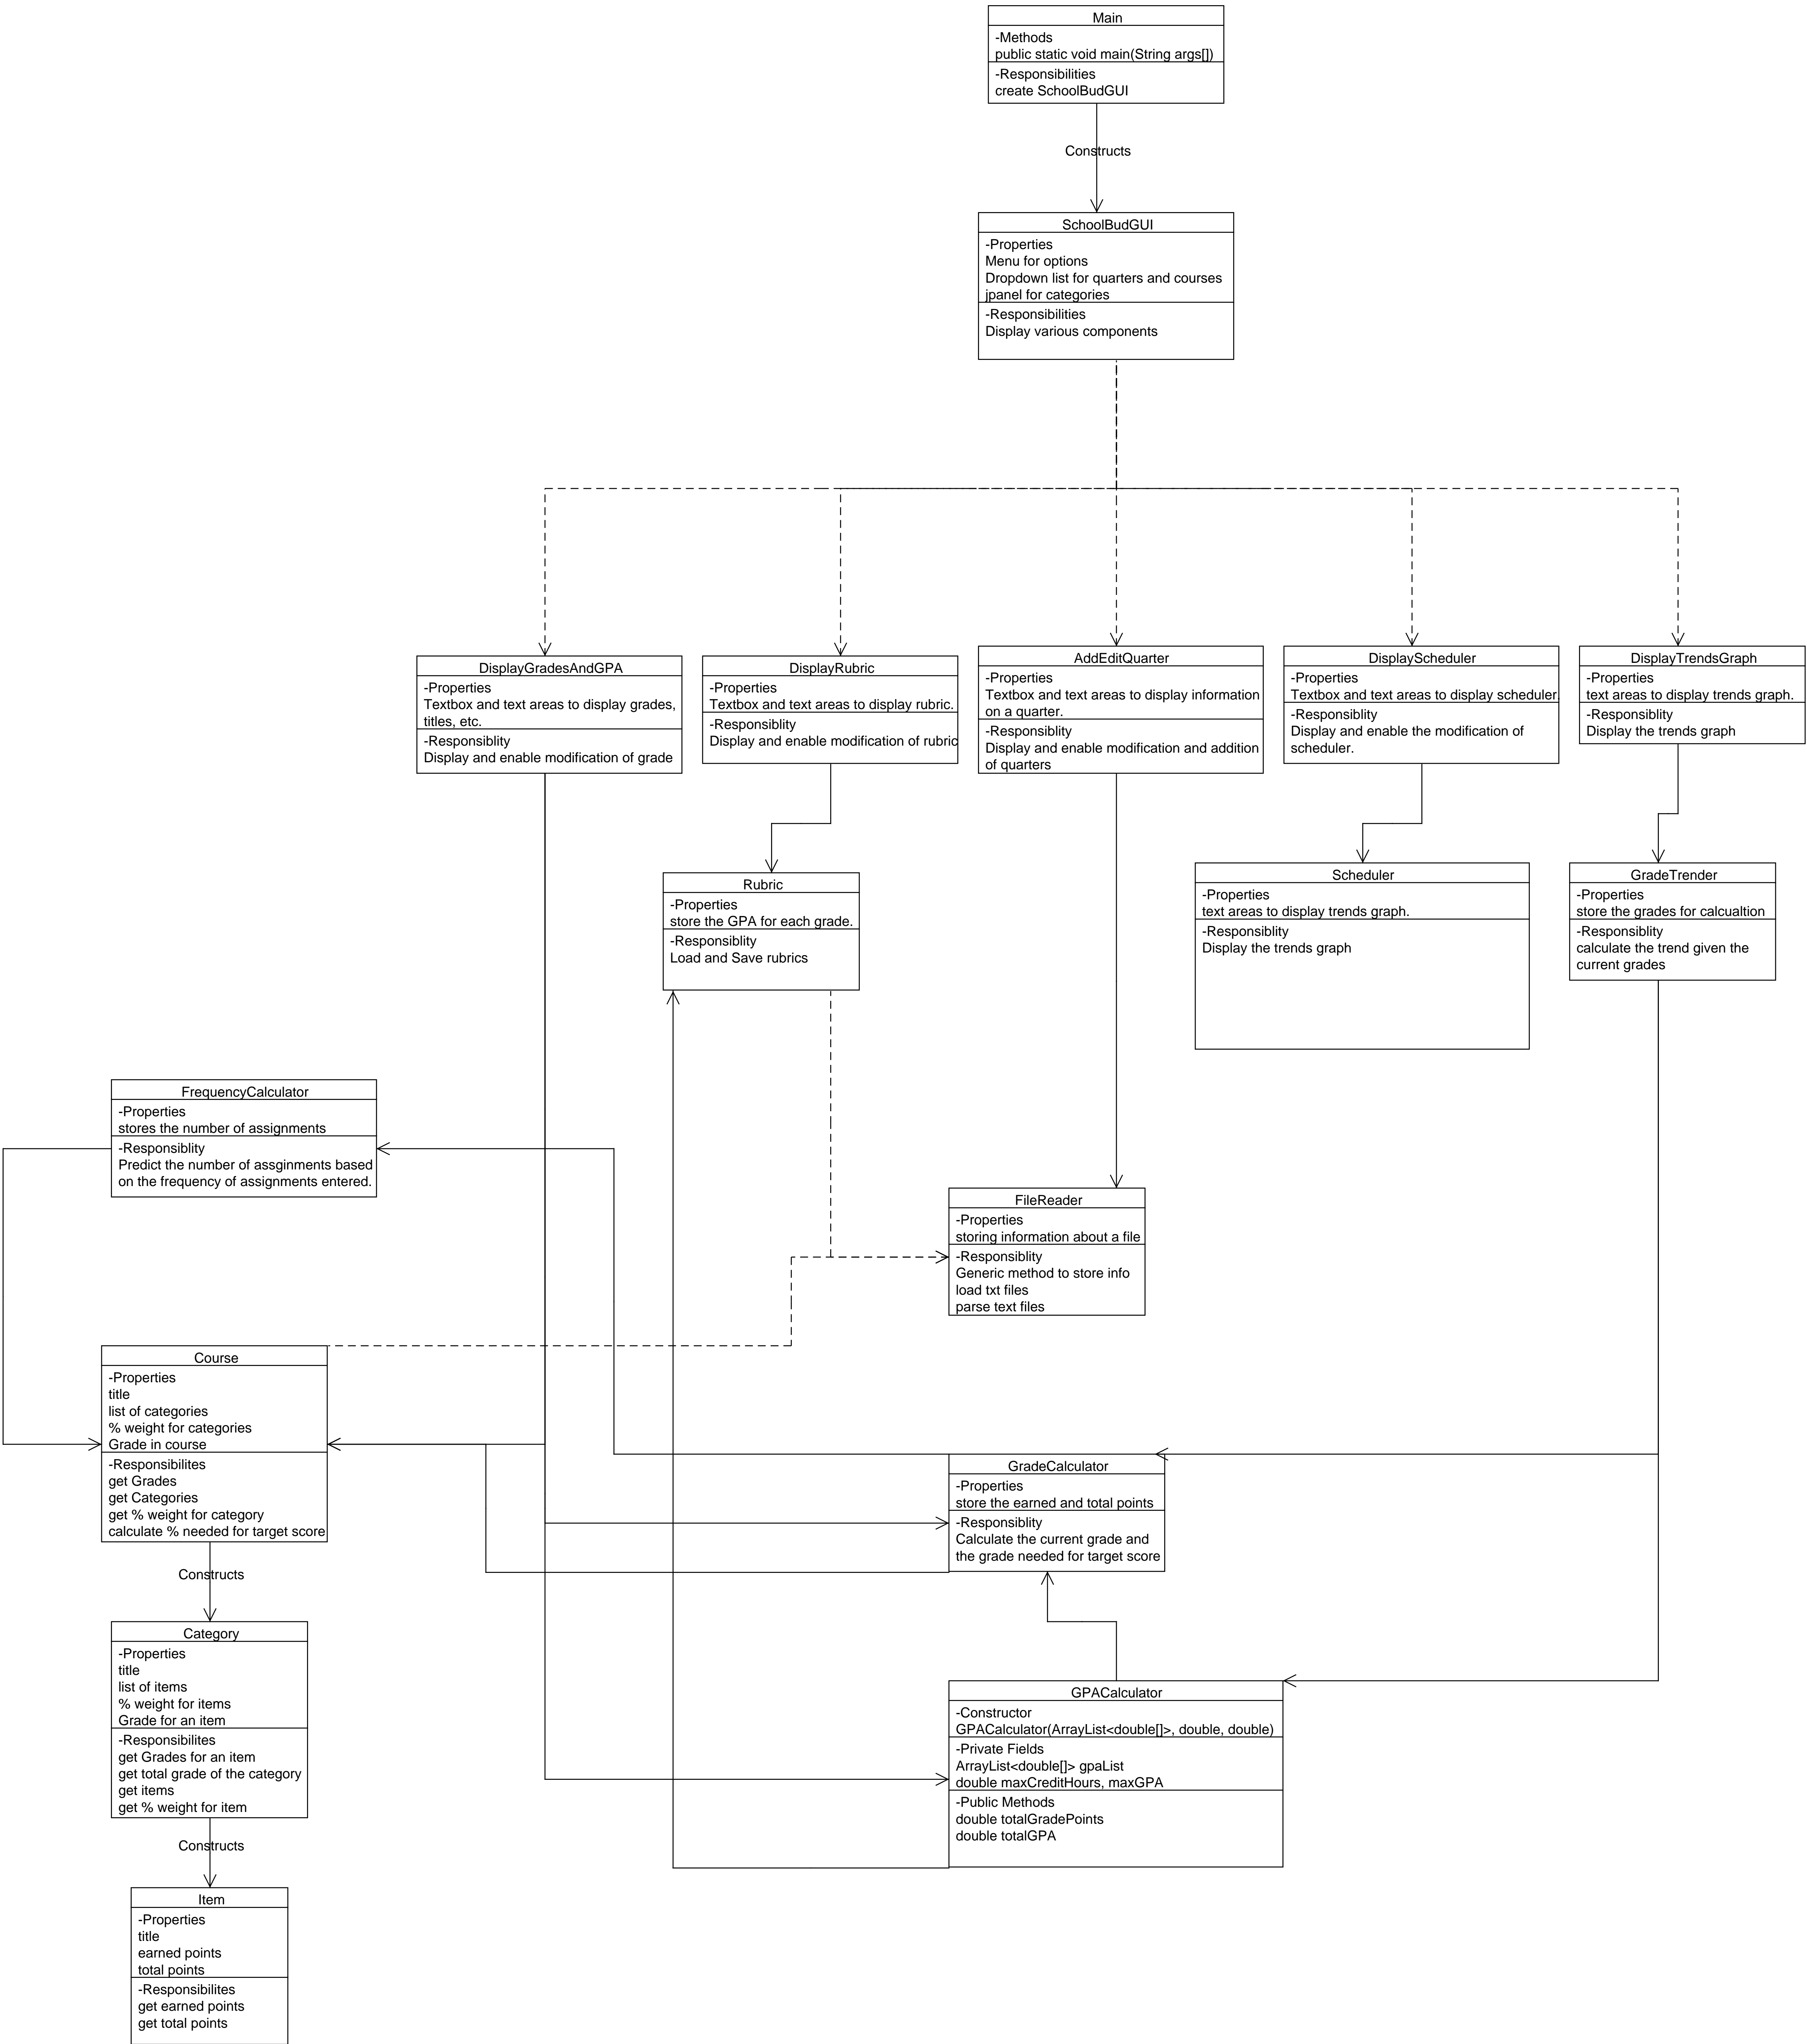 Main
-Methods
public static void main(String args[])
-Responsibilities
create SchoolBudGUI
Constructs
SchoolBudGUI
-Properties
Menu for options
Dropdown list for quarters and courses
jpanel for categories
-Responsibilities
Display various components
DisplayGradesAndGPA
-Properties
Textbox and text areas to display grades,
titles, etc.
-Responsiblity
Display and enable modification of grade
DisplayRubric
-Properties
Textbox and text areas to display rubric.
-Responsiblity
Display and enable modification of rubric
AddEditQuarter
-Properties
Textbox and text areas to display information
on a quarter.
-Responsiblity
Display and enable modification and addition
of quarters
DisplayScheduler
-Properties
Textbox and text areas to display scheduler.
-Responsiblity
Display and enable the modification of
scheduler.
DisplayTrendsGraph
-Properties
text areas to display trends graph.
-Responsiblity
Display the trends graph
Rubric
-Properties
store the GPA for each grade.
-Responsiblity
Load and Save rubrics
Scheduler
-Properties
text areas to display trends graph.
-Responsiblity
Display the trends graph
GradeTrender
-Properties
store the grades for calcualtion
-Responsiblity
calculate the trend given the
current grades
FrequencyCalculator
-Properties
stores the number of assignments
-Responsiblity
Predict the number of assginments based
on the frequency of assignments entered.
FileReader
-Properties
storing information about a file
-Responsiblity
Generic method to store info
load txt files
parse text files
Course
-Properties
title
list of categories
% weight for categories
Grade in course
-Responsibilites
get Grades
get Categories
get % weight for category
calculate % needed for target score
GradeCalculator
-Properties
store the earned and total points
-Responsiblity
Calculate the current grade and
the grade needed for target score
Constructs
Category
-Properties
title
list of items
% weight for items
Grade for an item
-Responsibilites
get Grades for an item
get total grade of the category
get items
get % weight for item
GPACalculator
-Constructor
GPACalculator(ArrayList<double[]>, double, double)
-Private Fields
ArrayList<double[]> gpaList
double maxCreditHours, maxGPA
-Public Methods
double totalGradePoints
double totalGPA
Constructs
Item
-Properties
title
earned points
total points
-Responsibilites
get earned points
get total points